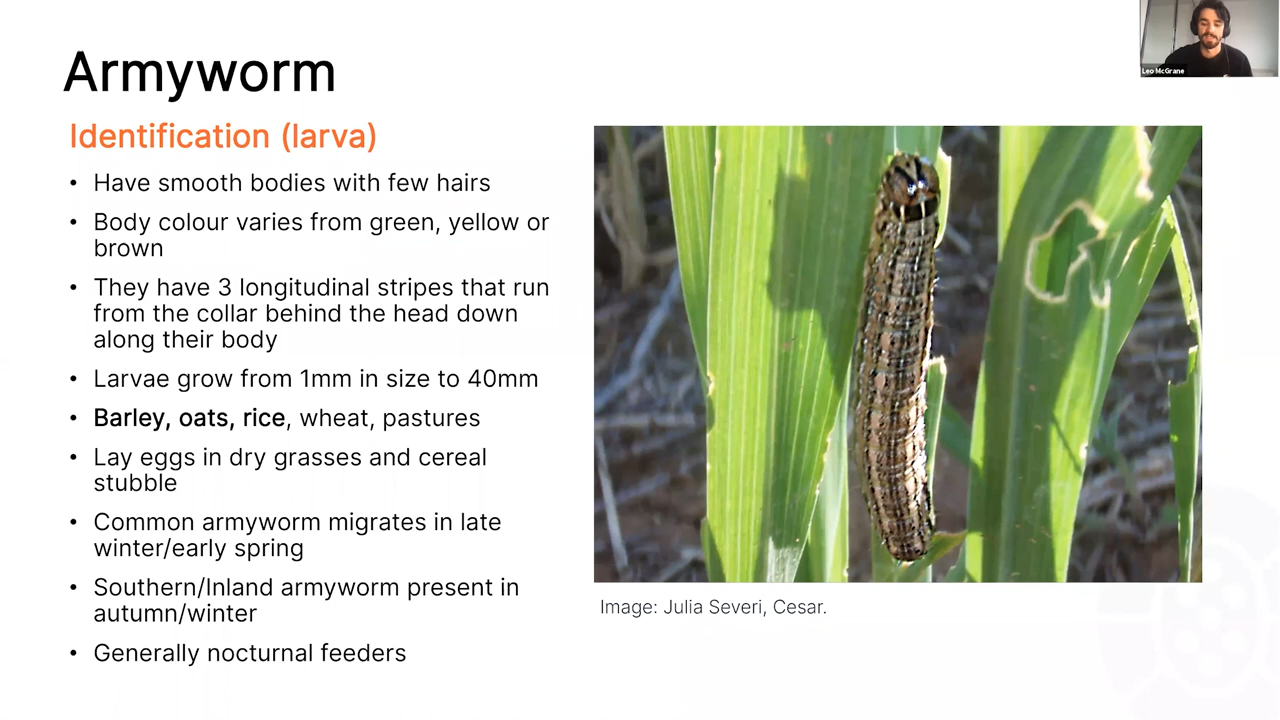 Armyworm
Identification (larva)
• Have smooth bodies with few hairs
• Body colour varies from green, yellow or
brown
• They have 3 longitudinal stripes that run
from the collar behind the head down
along their body
• Larvae grow from 1mm in size to 40mm
• Barley, oats, rice, wheat, pastures
• Lay eggs in dry grasses and cereal
stubble
• Common armyworm migrates in late
winter/early spring
• Southern/Inland armyworm present in
autumn/winter
• Generally nocturnal feeders
Image: Julia Severi, Cesar.
Leo McGrane